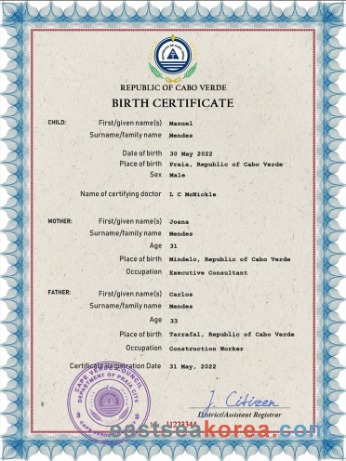 REPUBLIC OF CABO VERDE
BIRTH CERTIFICATE
CHILD: First/given name(s) Manuel
Surname/family name Mendes
Date of birth 30 May 2022
Place of birth Praia, Republic of Cabo Verde
Sex Male
Name of certifying doctor L C McNickle
MOTHER: First/given name(s) Joana
Surname/family name Mendes
Age 31
Place of birth Mindelo, Republic of Cabo Verde
Occupation Executive Consultant
FATHER: First/given name(s) Carlos
Surname/family name Mendes
Age 33
Place of birth Tarrafal, Republic of Cabo Verde
Occupation Construction Worker
Certificate Registration Date 31 May, 2022
DEPARTMENT OF PRAIA CITY
J. Citizen
District/Assistant Registrar
eastseakorea.com